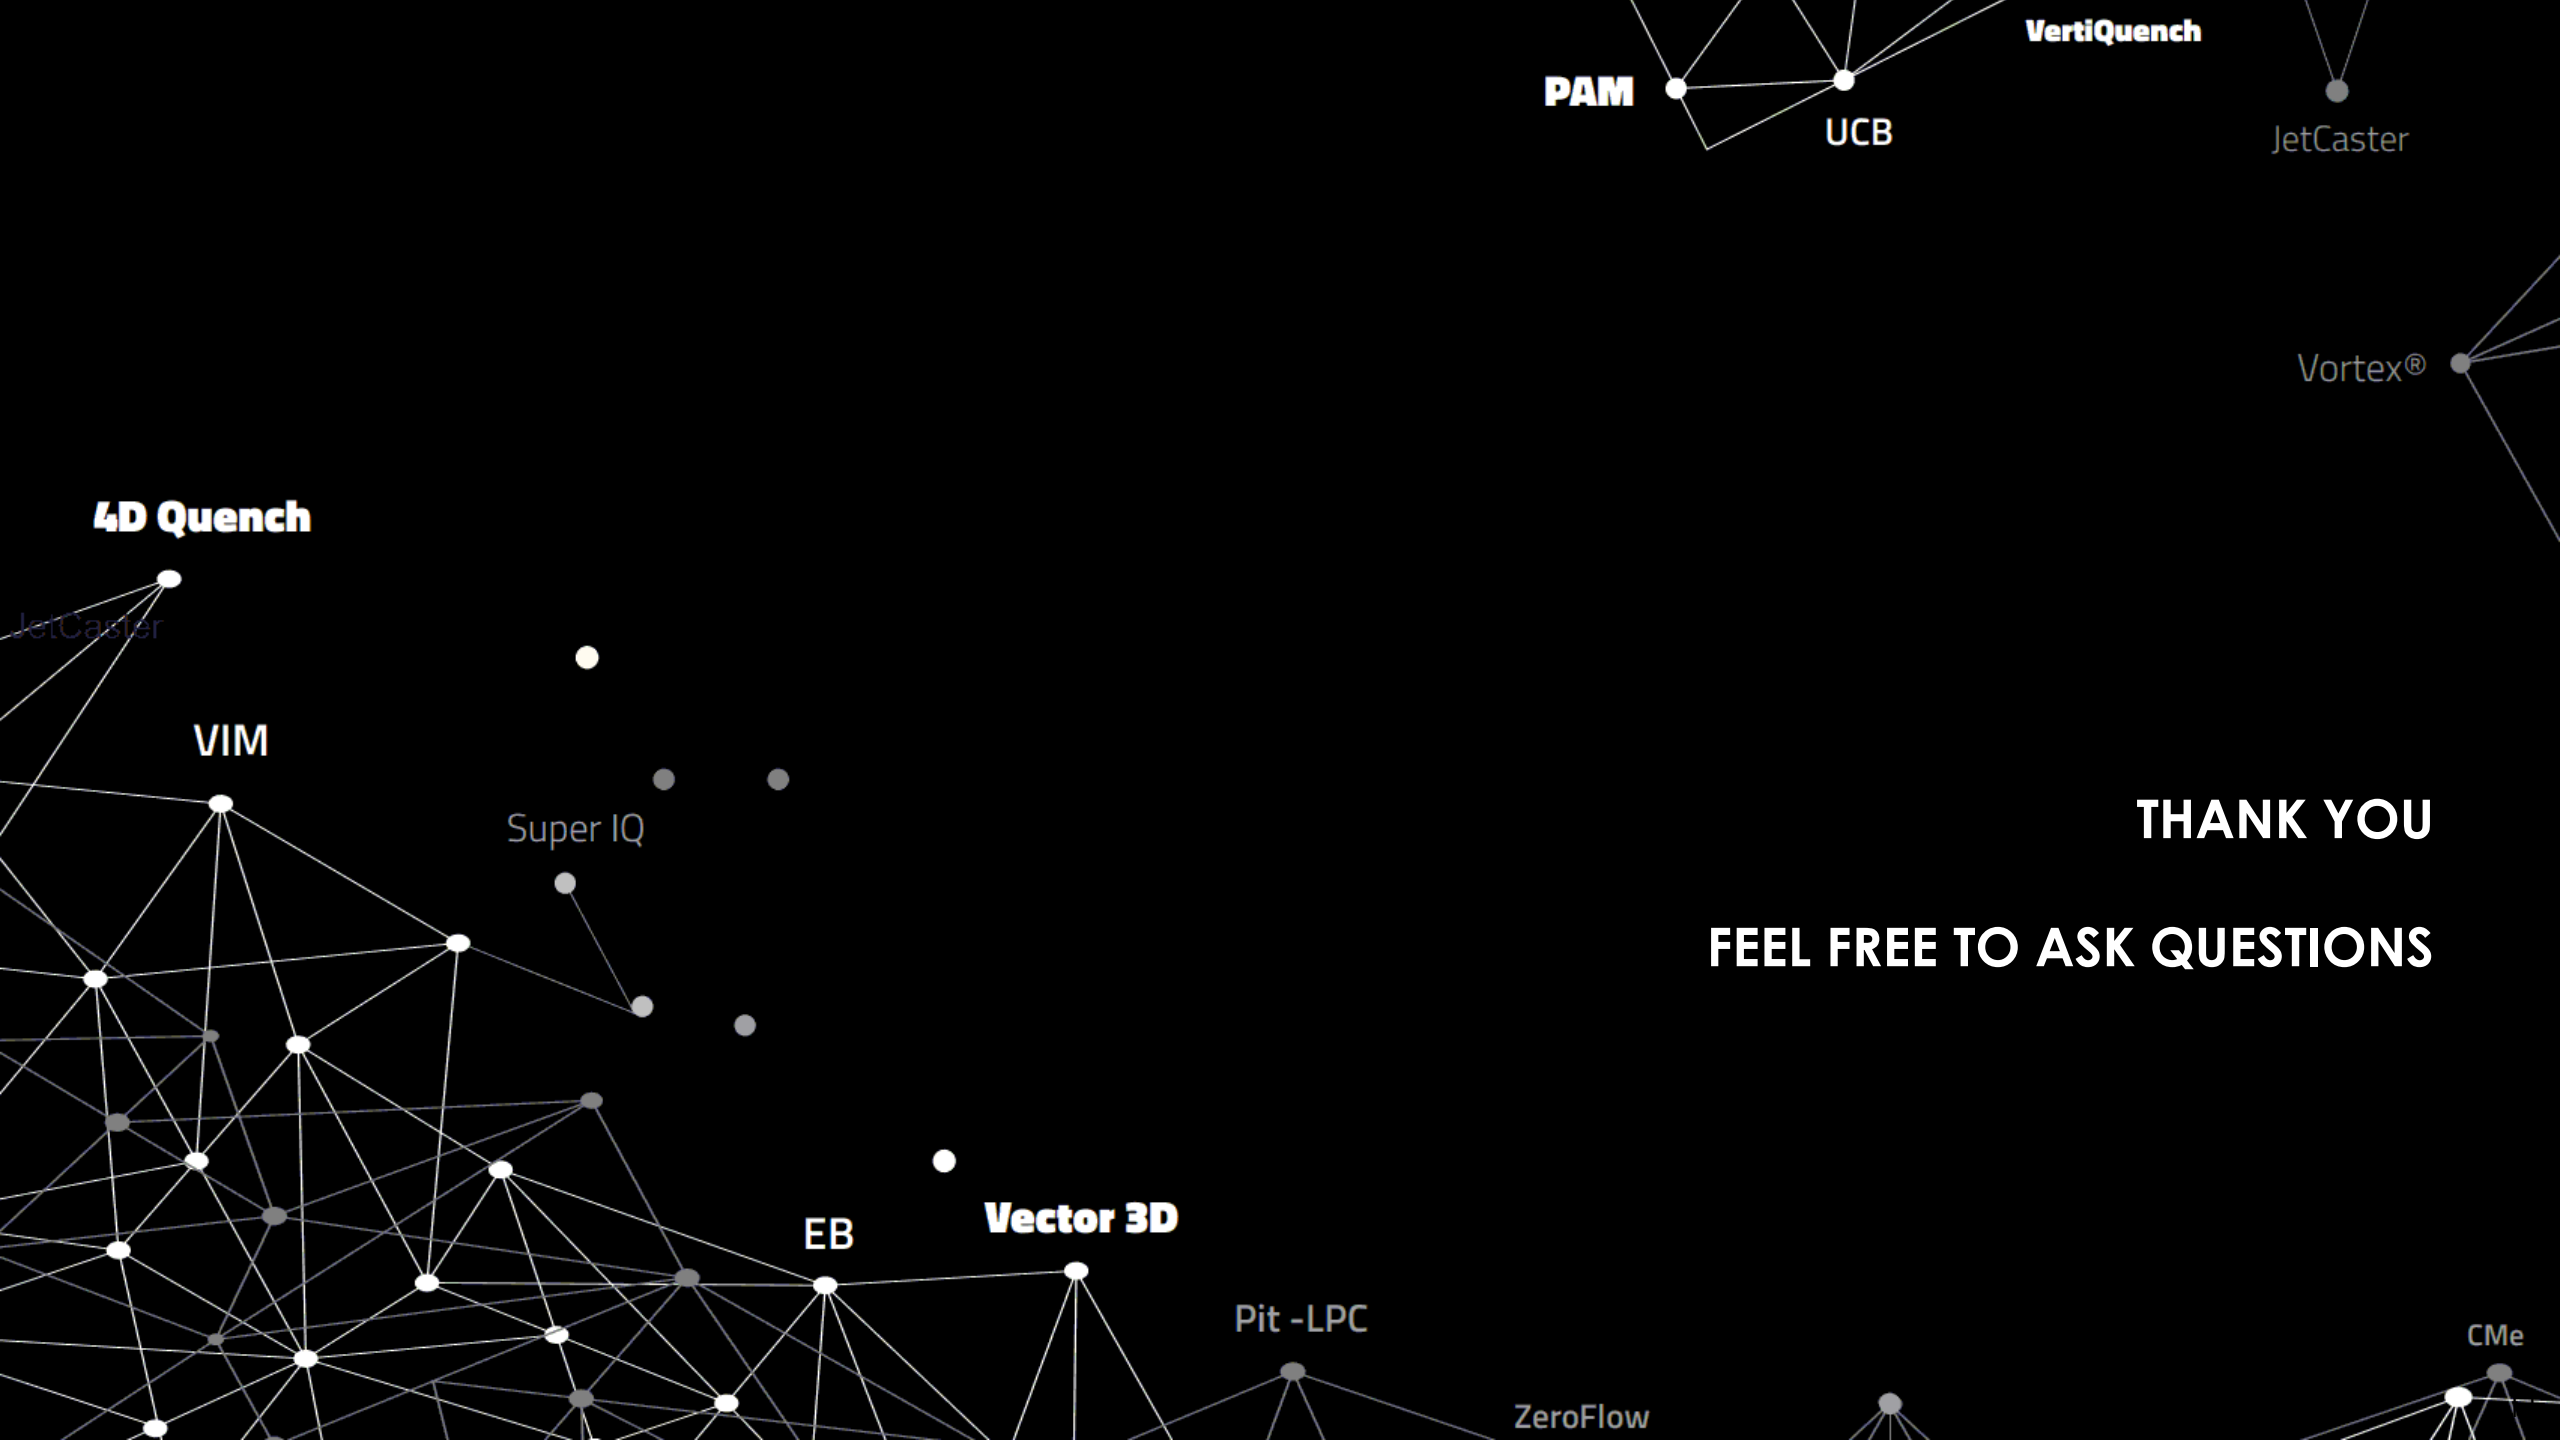 VertiQuench
PAM
UCB
JetCaster
Vortex®
4D Quench
JetCaster
VIM
Super IQ
THANK YOU
FEEL FREE TO ASK QUESTIONS
EB
Vector 3D
Pit -LPC
CMe
ZeroFlow